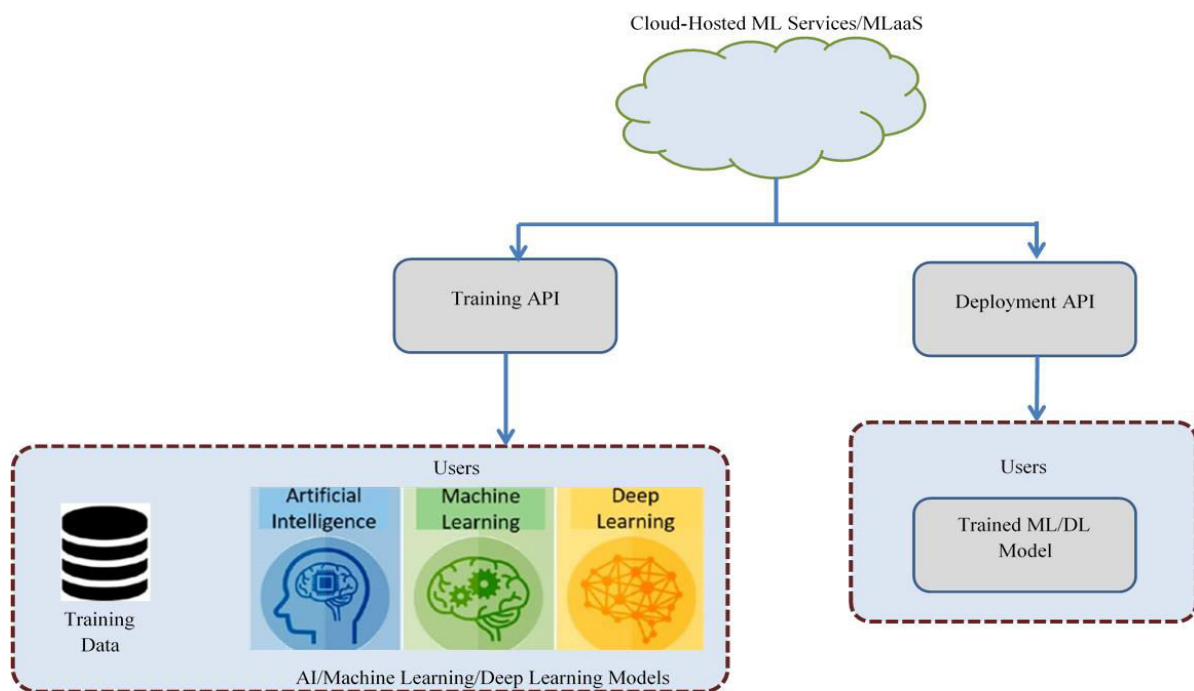 Cloud-Hosted ML Services/MLaaS
Training API
Deployment API
Users
Artificial
Intelligence
Machine
Learning
Deep
Learning
Training
Data
AI/Machine Learning/Deep Learning Models
Users
Trained ML/DL
Model